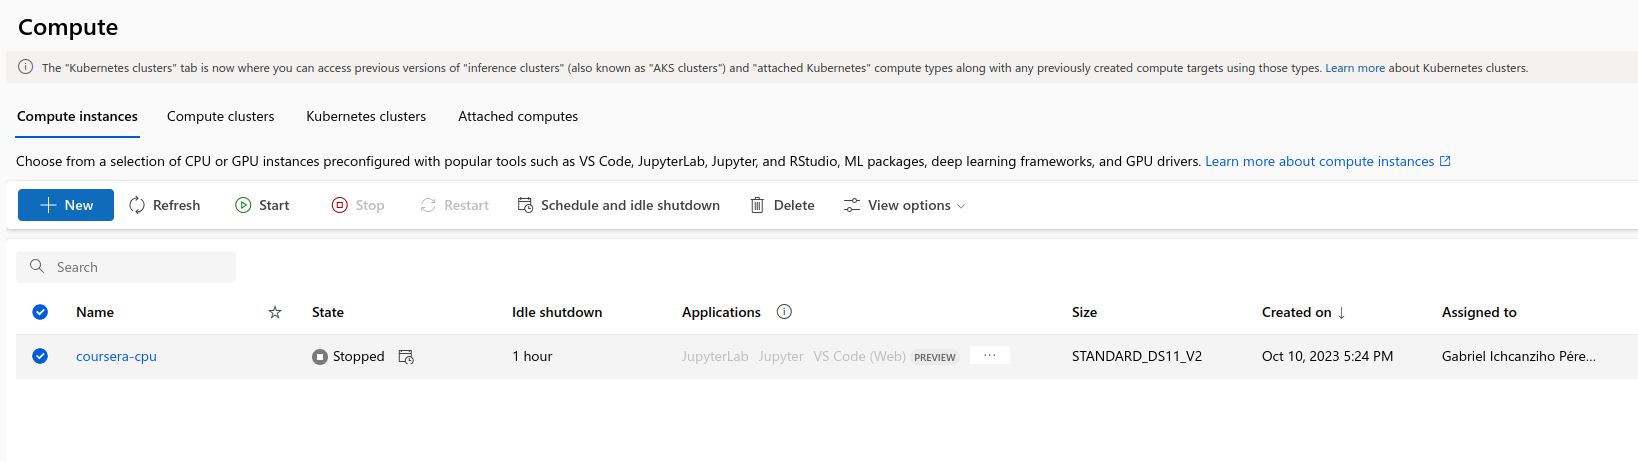 Compute
The "Kubernetes clusters" tab is now where you can access previous versions of "inference clusters" (also known as "AKS clusters") and "attached Kubernetes" compute types along with any previously created compute targets using those types. Learn more about Kubernetes clusters.
Compute instances Compute clusters Kubernetes clusters Attached computes
Choose from a selection of CPU or GPU instances preconfigured with popular tools such as VS Code, JupyterLab, Jupyter, and RStudio, ML packages, deep learning frameworks, and GPU drivers. Learn more about compute instances
New Refresh Start Stop Restart Schedule and idle shutdown Delete View options
Search
Name State Idle shutdown Applications Size Created on ↓ Assigned to
coursera-cpu Stopped 1 hour JupyterLab Jupyter VS Code (Web) PREVIEW ... STANDARD_DS11_V2 Oct 10, 2023 5:24 PM Gabriel Ichcanziho Pére...